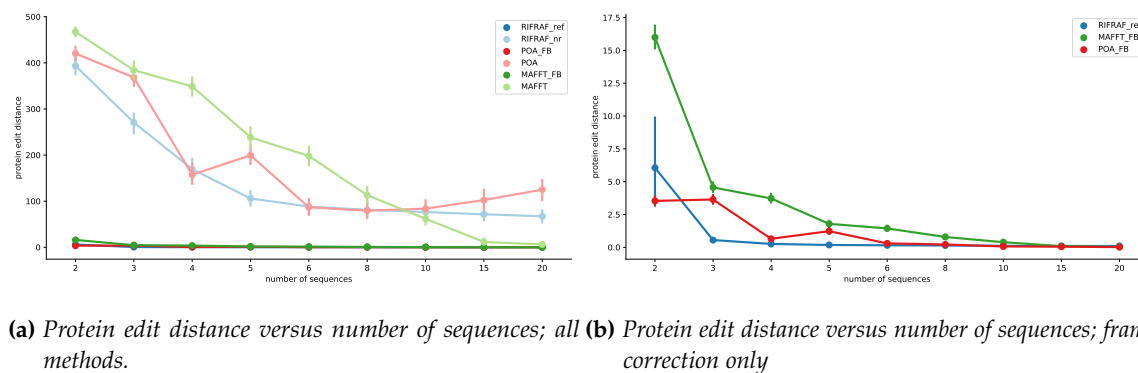 500
400
300
200
100
0
protein edit distance
2 3 4 5 6 8 10 15 20
number of sequences
RIFRAF_ref
RIFRAF_nr
POA_FB
POA
MAFFT_FB
MAFFT
17.5
15.0
12.5
10.0
7.5
5.0
2.5
0.0
protein edit distance
2 3 4 5 6 8 10 15 20
number of sequences
RIFRAF_re
MAFFT_FB
POA_FB
(a) Protein edit distance versus number of sequences; all
methods.
(b) Protein edit distance versus number of sequences; fram
correction only